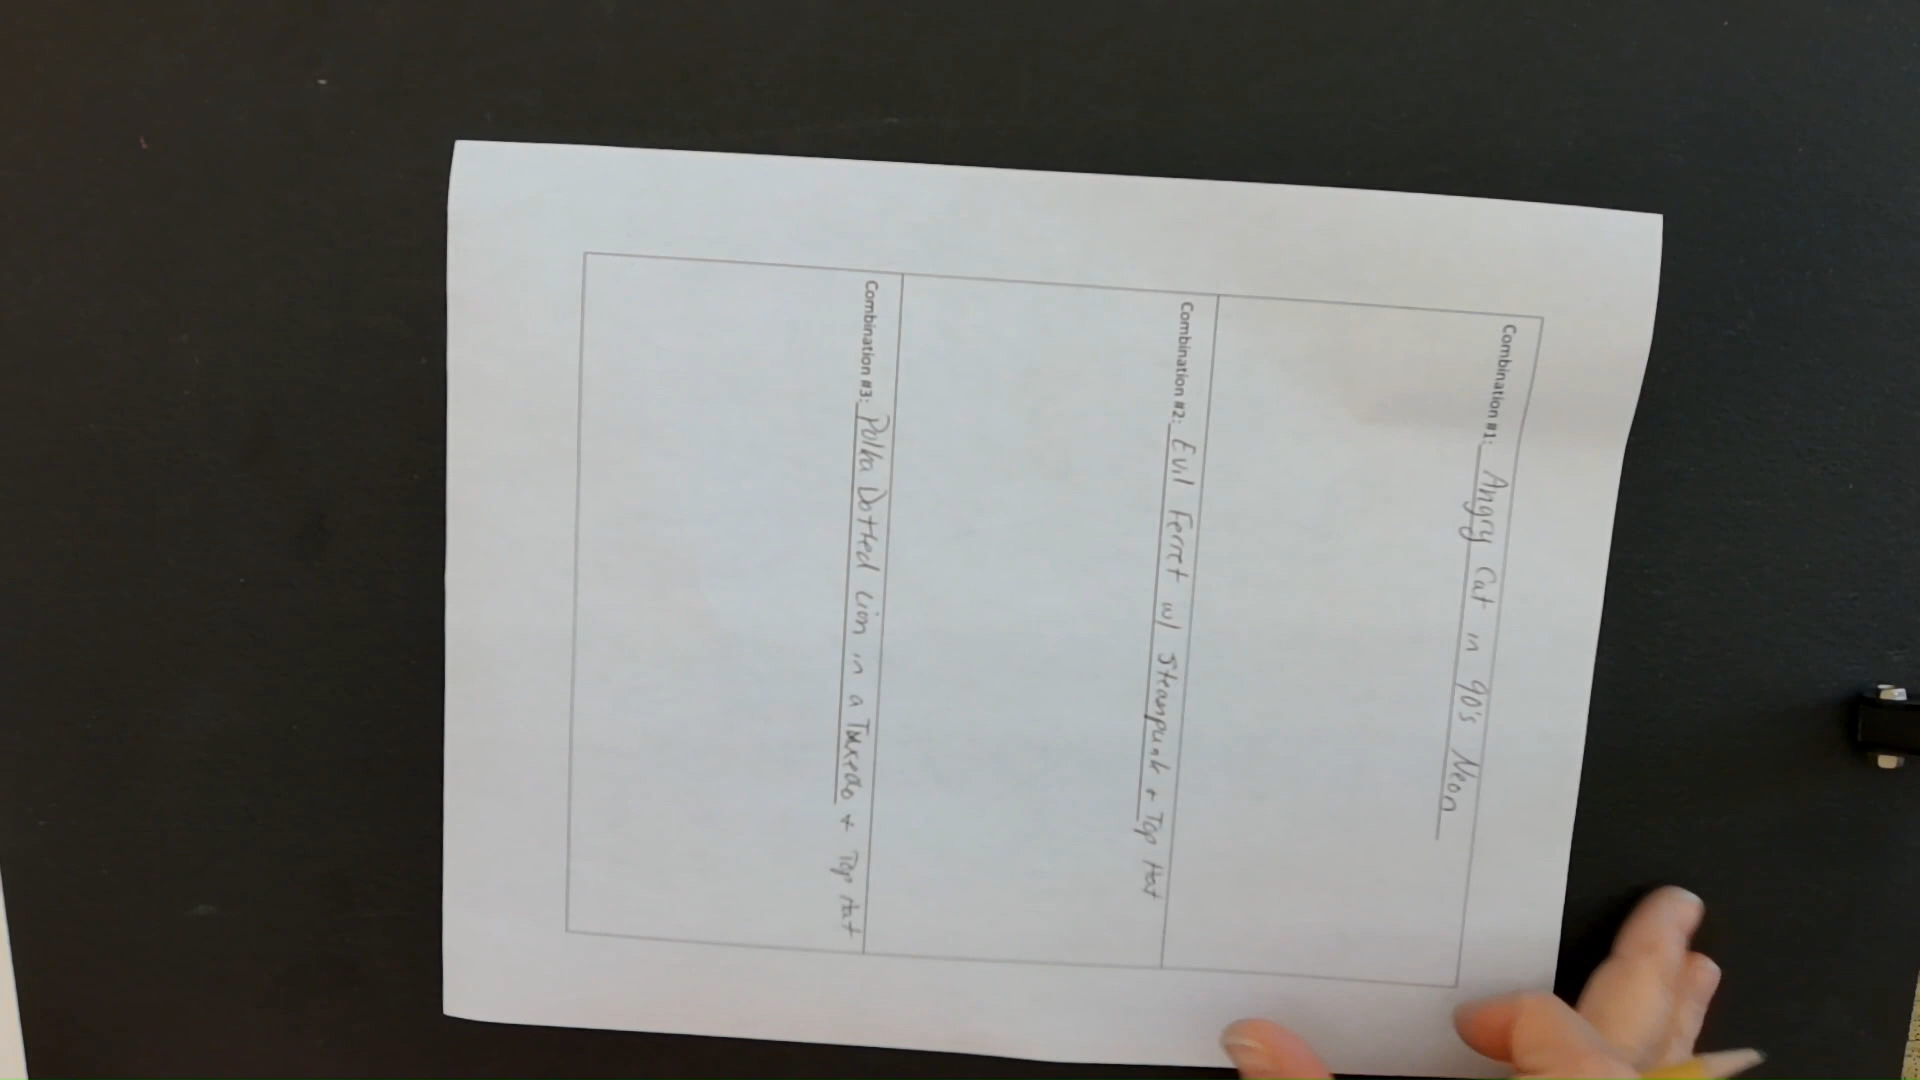 Combination #1: Angry Cat in 90's Neon
Combination #2: Evil Ferret w/ Steampunk + Top Hat
Combination #3: Polka Dotted Lion in a Tuxedo + Top Hat